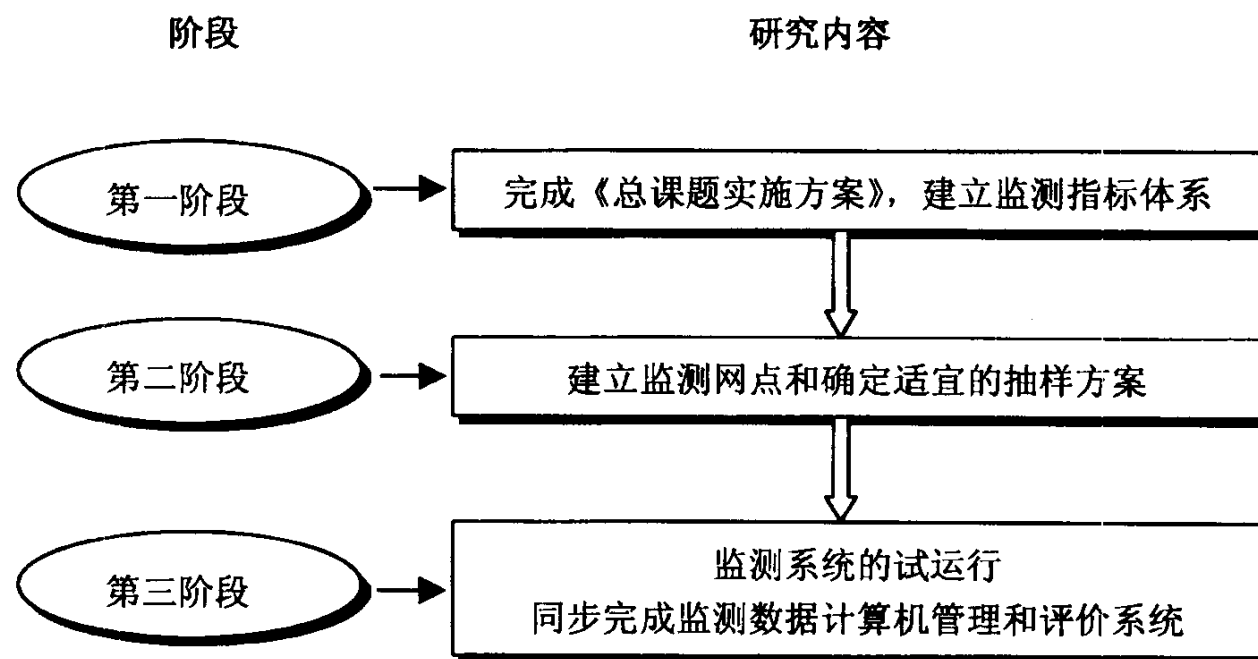 阶段
研究内容
第一阶段
完成《总课题实施方案》，建立监测指标体系
第二阶段
建立监测网点和确定适宜的抽样方案
第三阶段
监测系统的试运行
同步完成监测数据计算机管理和评价系统